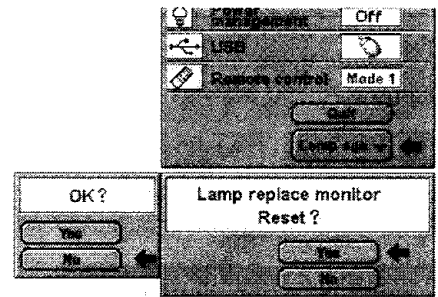 Power
management Off
USB
Remote control Mode 1
Quit
Lamp age
OK?
Yes
No
Lamp replace monitor
Reset ?
Yes
No